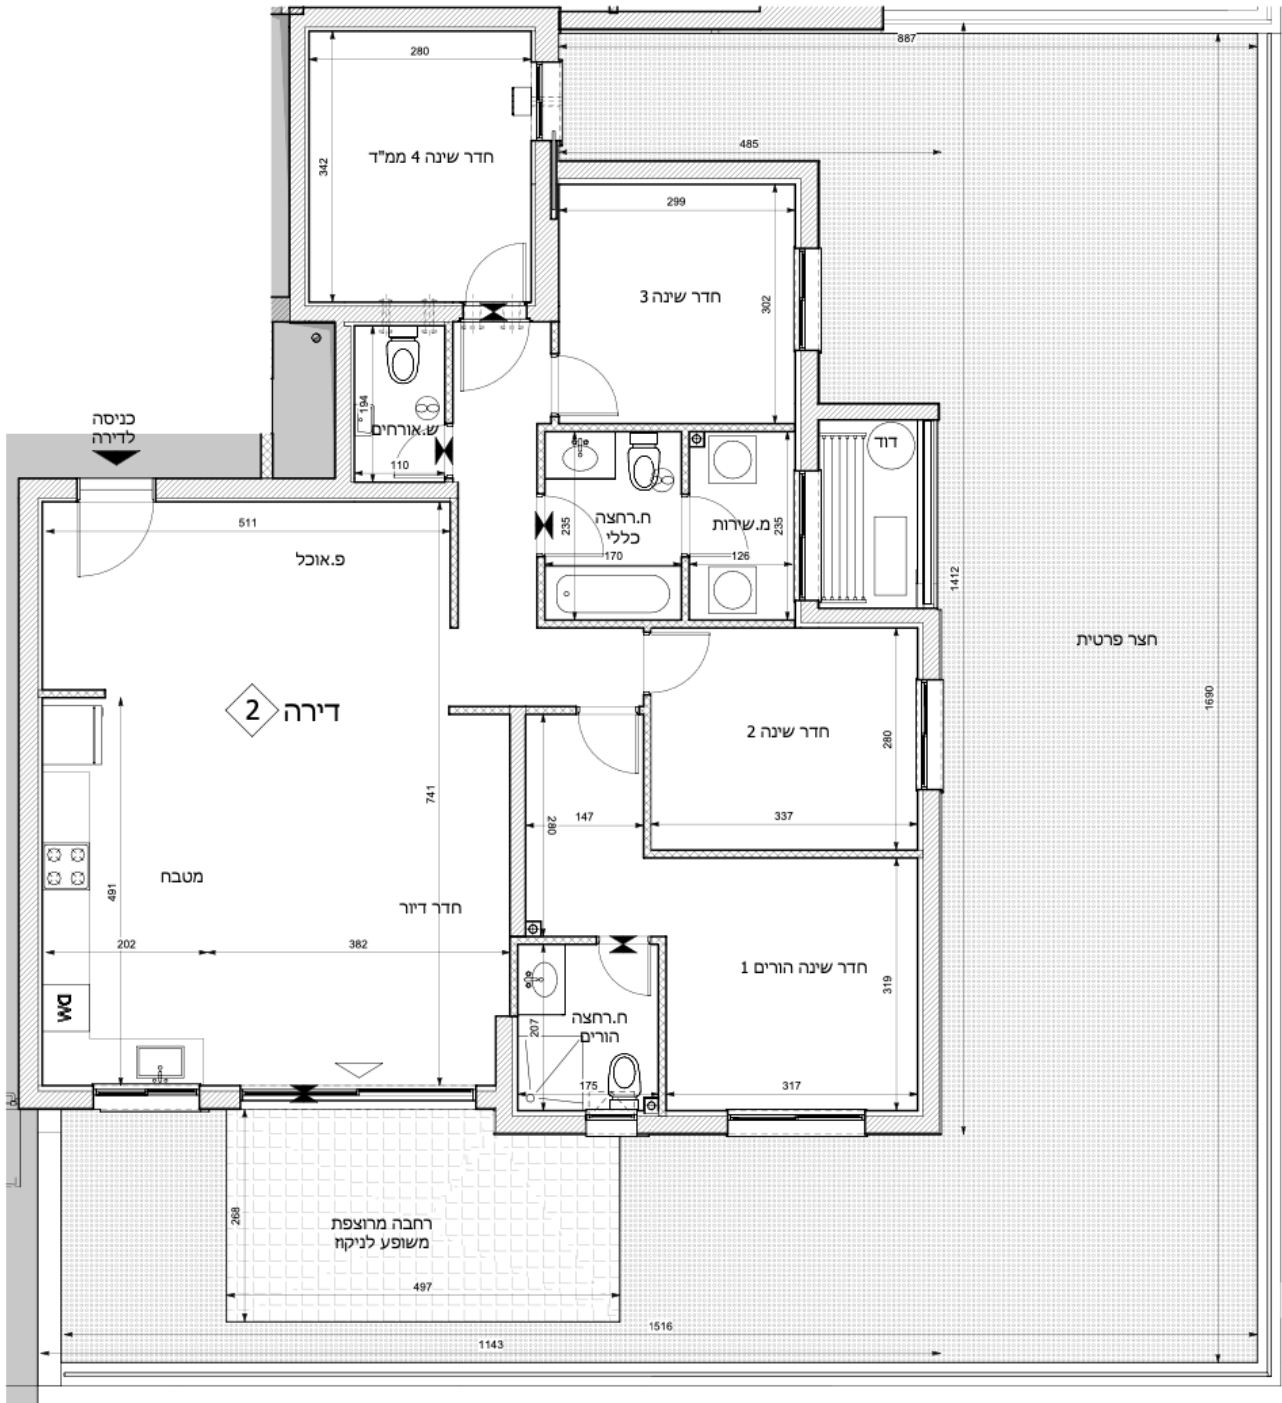 887
280
485
חדר שינה 4 ממ"ד
342
299
חדר שינה 3
302
194
ש.אורחים
110
כניסה
לדירה
דוד
511
פ.אוכל
235
ח.רחצה
כללי
170
מ.שירות
235
126
1412
חצר פרטית
1690
דירה 2
חדר שינה 2
280
337
147
280
741
מטבח
491
חדר דיור
202
382
חדר שינה הורים 1
319
DW
ח.רחצה
הורים
207
175
317
268
רחבה מרוצפת
משופע לניקוז
497
1516
1143